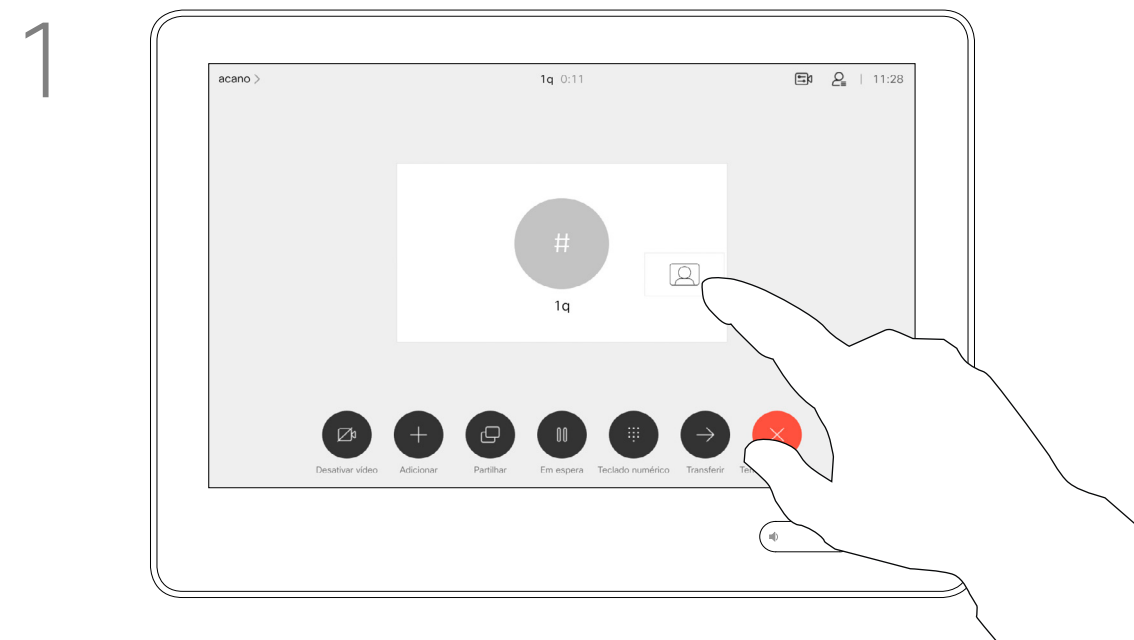 1
acano >
1q 0:11
11:28
#
1q
Desativar vídeo
Adicionar
Partilhar
Em espera
Teclado numérico
Transferir